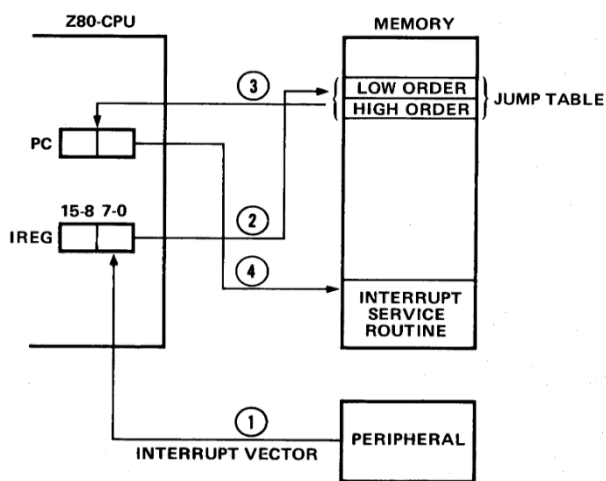 Z80-CPU
MEMORY
3
LOW ORDER
HIGH ORDER
JUMP TABLE
PC
15-8 7-0
IREG
2
4
INTERRUPT
SERVICE
ROUTINE
1
PERIPHERAL
INTERRUPT VECTOR